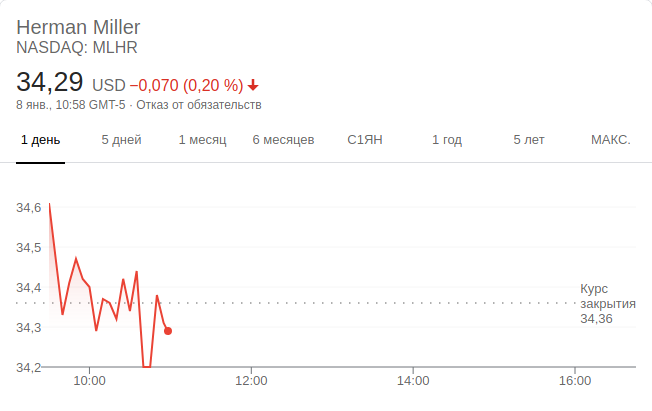 Herman Miller
NASDAQ: MLHR
34,29 USD −0,070 (0,20 %)
8 янв., 10:58 GMT-5 · Отказ от обязательств
1 день 5 дней 1 месяц 6 месяцев С1ЯН 1 год 5 лет МАКС.
34,6
34,5
34,4
34,3
34,2
Курс
закрытия
34,36
10:00 12:00 14:00 16:00